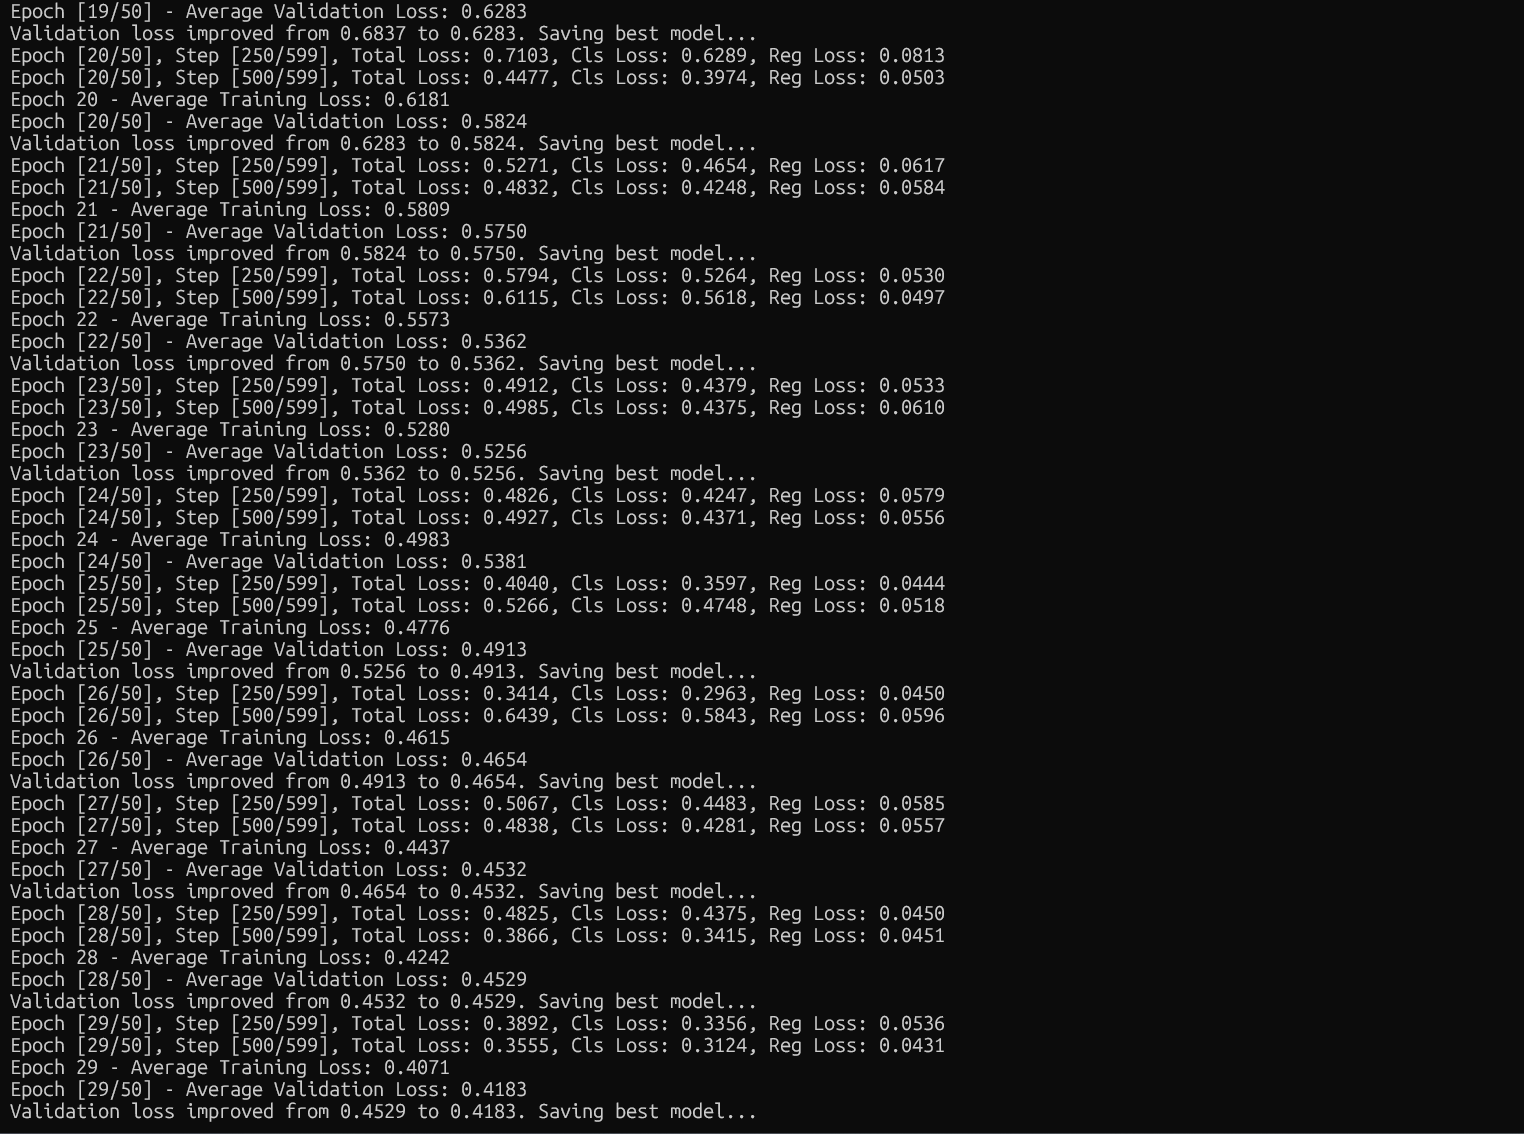 Epoch [19/50] - Average Validation Loss: 0.6283
Validation loss improved from 0.6837 to 0.6283. Saving best model...
Epoch [20/50], Step [250/599], Total Loss: 0.7103, Cls Loss: 0.6289, Reg Loss: 0.0813
Epoch [20/50], Step [500/599], Total Loss: 0.4477, Cls Loss: 0.3974, Reg Loss: 0.0503
Epoch 20 - Average Training Loss: 0.6181
Epoch [20/50] - Average Validation Loss: 0.5824
Validation loss improved from 0.6283 to 0.5824. Saving best model...
Epoch [21/50], Step [250/599], Total Loss: 0.5271, Cls Loss: 0.4654, Reg Loss: 0.0617
Epoch [21/50], Step [500/599], Total Loss: 0.4832, Cls Loss: 0.4248, Reg Loss: 0.0584
Epoch 21 - Average Training Loss: 0.5809
Epoch [21/50] - Average Validation Loss: 0.5750
Validation loss improved from 0.5824 to 0.5750. Saving best model...
Epoch [22/50], Step [250/599], Total Loss: 0.5794, Cls Loss: 0.5264, Reg Loss: 0.0530
Epoch [22/50], Step [500/599], Total Loss: 0.6115, Cls Loss: 0.5618, Reg Loss: 0.0497
Epoch 22 - Average Training Loss: 0.5573
Epoch [22/50] - Average Validation Loss: 0.5362
Validation loss improved from 0.5750 to 0.5362. Saving best model...
Epoch [23/50], Step [250/599], Total Loss: 0.4912, Cls Loss: 0.4379, Reg Loss: 0.0533
Epoch [23/50], Step [500/599], Total Loss: 0.4985, Cls Loss: 0.4375, Reg Loss: 0.0610
Epoch 23 - Average Training Loss: 0.5280
Epoch [23/50] - Average Validation Loss: 0.5256
Validation loss improved from 0.5362 to 0.5256. Saving best model...
Epoch [24/50], Step [250/599], Total Loss: 0.4826, Cls Loss: 0.4247, Reg Loss: 0.0579
Epoch [24/50], Step [500/599], Total Loss: 0.4927, Cls Loss: 0.4371, Reg Loss: 0.0556
Epoch 24 - Average Training Loss: 0.4983
Epoch [24/50] - Average Validation Loss: 0.5381
Epoch [25/50], Step [250/599], Total Loss: 0.4040, Cls Loss: 0.3597, Reg Loss: 0.0444
Epoch [25/50], Step [500/599], Total Loss: 0.5266, Cls Loss: 0.4748, Reg Loss: 0.0518
Epoch 25 - Average Training Loss: 0.4776
Epoch [25/50] - Average Validation Loss: 0.4913
Validation loss improved from 0.5256 to 0.4913. Saving best model...
Epoch [26/50], Step [250/599], Total Loss: 0.3414, Cls Loss: 0.2963, Reg Loss: 0.0450
Epoch [26/50], Step [500/599], Total Loss: 0.6439, Cls Loss: 0.5843, Reg Loss: 0.0596
Epoch 26 - Average Training Loss: 0.4615
Epoch [26/50] - Average Validation Loss: 0.4654
Validation loss improved from 0.4913 to 0.4654. Saving best model...
Epoch [27/50], Step [250/599], Total Loss: 0.5067, Cls Loss: 0.4483, Reg Loss: 0.0585
Epoch [27/50], Step [500/599], Total Loss: 0.4838, Cls Loss: 0.4281, Reg Loss: 0.0557
Epoch 27 - Average Training Loss: 0.4437
Epoch [27/50] - Average Validation Loss: 0.4532
Validation loss improved from 0.4654 to 0.4532. Saving best model...
Epoch [28/50], Step [250/599], Total Loss: 0.4825, Cls Loss: 0.4375, Reg Loss: 0.0450
Epoch [28/50], Step [500/599], Total Loss: 0.3866, Cls Loss: 0.3415, Reg Loss: 0.0451
Epoch 28 - Average Training Loss: 0.4242
Epoch [28/50] - Average Validation Loss: 0.4529
Validation loss improved from 0.4532 to 0.4529. Saving best model...
Epoch [29/50], Step [250/599], Total Loss: 0.3892, Cls Loss: 0.3356, Reg Loss: 0.0536
Epoch [29/50], Step [500/599], Total Loss: 0.3555, Cls Loss: 0.3124, Reg Loss: 0.0431
Epoch 29 - Average Training Loss: 0.4071
Epoch [29/50] - Average Validation Loss: 0.4183
Validation loss improved from 0.4529 to 0.4183. Saving best model...